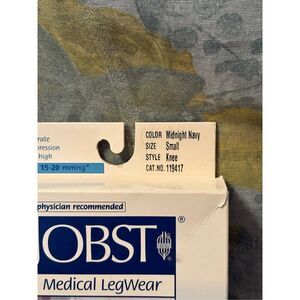 COLOR Midnight Navy
SIZE Small
STYLE Knee
CAT.NO. 119417
rate
pression
high
15-20 mmHg*
physician recommended
JOBST®
Medical LegWear